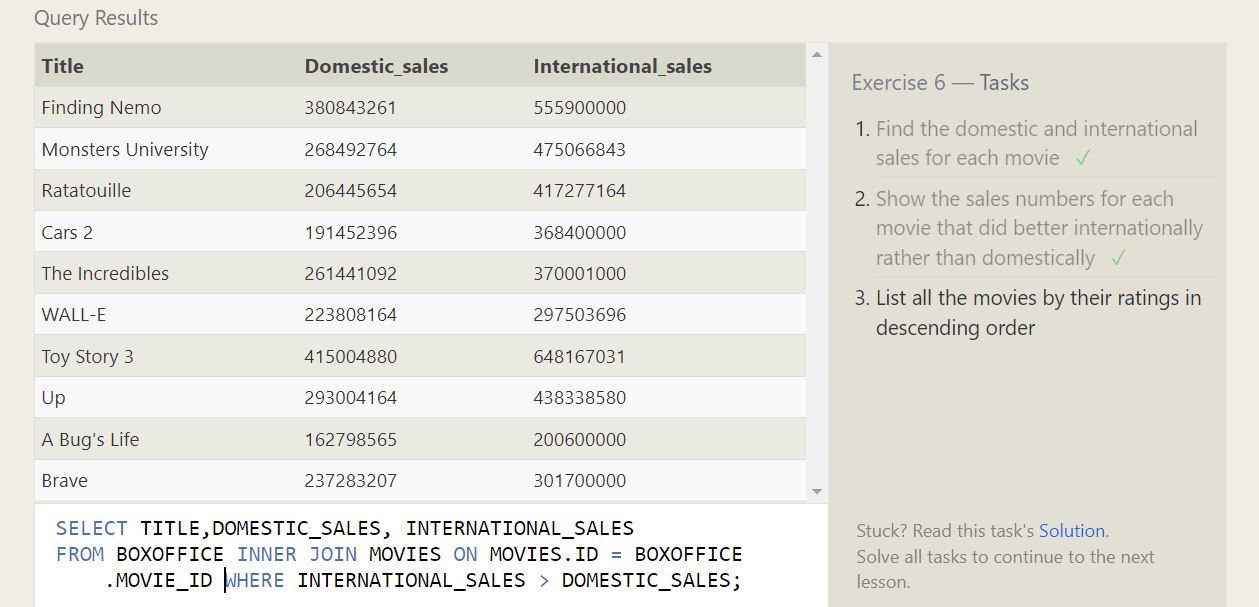 Query Results
Title Domestic_sales International_sales
Finding Nemo 380843261 555900000
Monsters University 268492764 475066843
Ratatouille 206445654 417277164
Cars 2 191452396 368400000
The Incredibles 261441092 370001000
WALL-E 223808164 297503696
Toy Story 3 415004880 648167031
Up 293004164 438338580
A Bug's Life 162798565 200600000
Brave 237283207 301700000
SELECT TITLE,DOMESTIC_SALES, INTERNATIONAL_SALES
FROM BOXOFFICE INNER JOIN MOVIES ON MOVIES.ID = BOXOFFICE
.MOVIE_ID WHERE INTERNATIONAL_SALES > DOMESTIC_SALES;
Exercise 6 — Tasks
1. Find the domestic and international
sales for each movie ✓
2. Show the sales numbers for each
movie that did better internationally
rather than domestically ✓
3. List all the movies by their ratings in
descending order
Stuck? Read this task's Solution.
Solve all tasks to continue to the next
lesson.